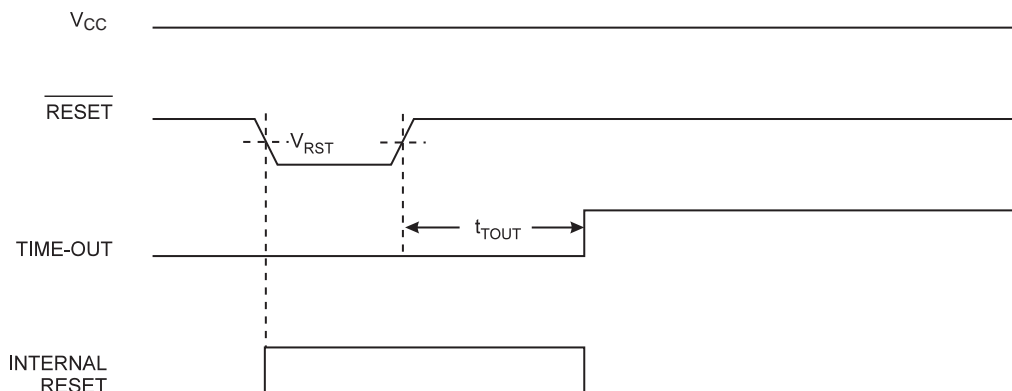 VCC
RESET
VRST
tTOUT
TIME-OUT
INTERNAL
RESET